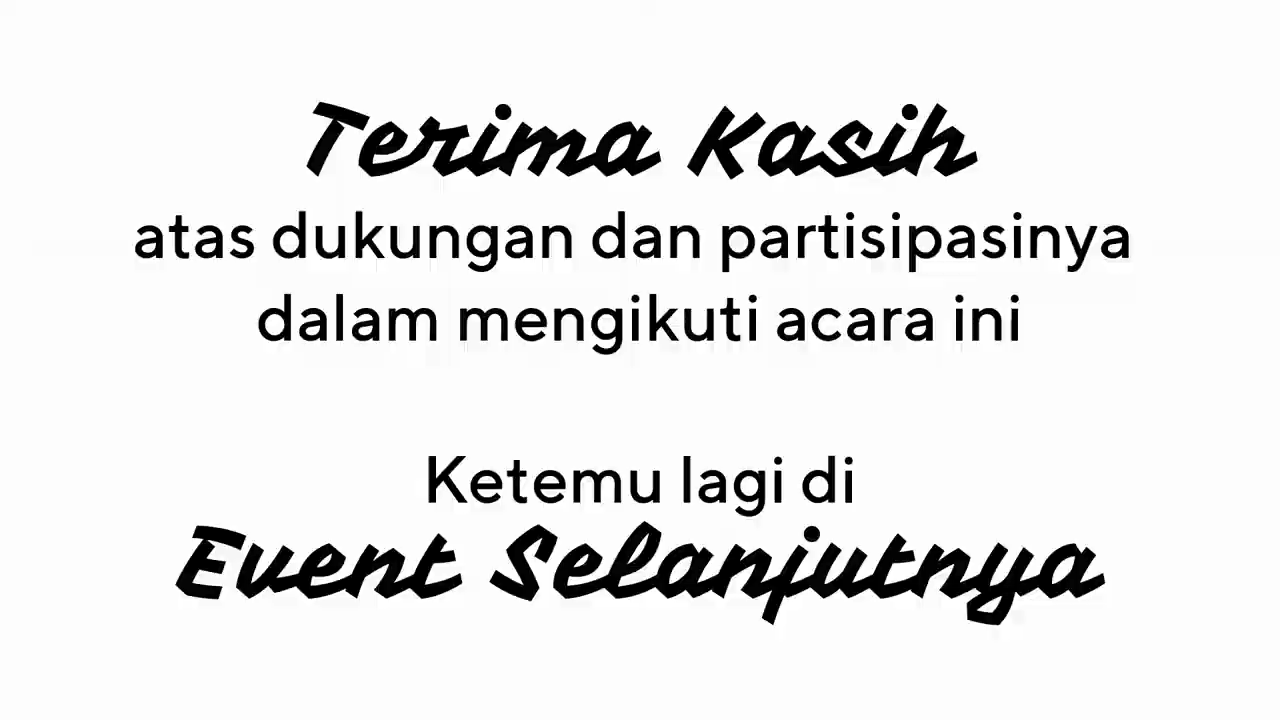 Terima Kasih
atas dukungan dan partisipasinya
dalam mengikuti acara ini
Ketemu lagi di
Event Selanjutnya